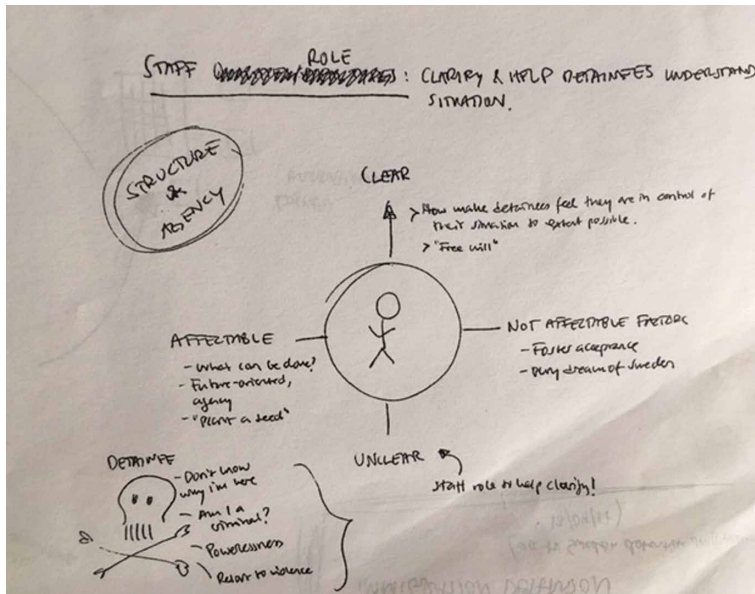 STAFF ROLE : CLARIFY & HELP DETAINEES UNDERSTAND
SITUATION.
STRUCTURE
&
AGENCY
CLEAR
> How make detainees feel they are in control of
their situation to extent possible.
> "Free will"
AFFECTABLE
- What can be done?
- Future-oriented,
agency
- "Plant a seed"
NOT AFFECTABLE FACTORS
- Foster acceptance
- Bury dream of Sweden
UNCLEAR
Staff role to help clarify!
DETAINEE
- Don't know
why I'm here
- Am I a
criminal?
- Powerlessness
- Resort to violence